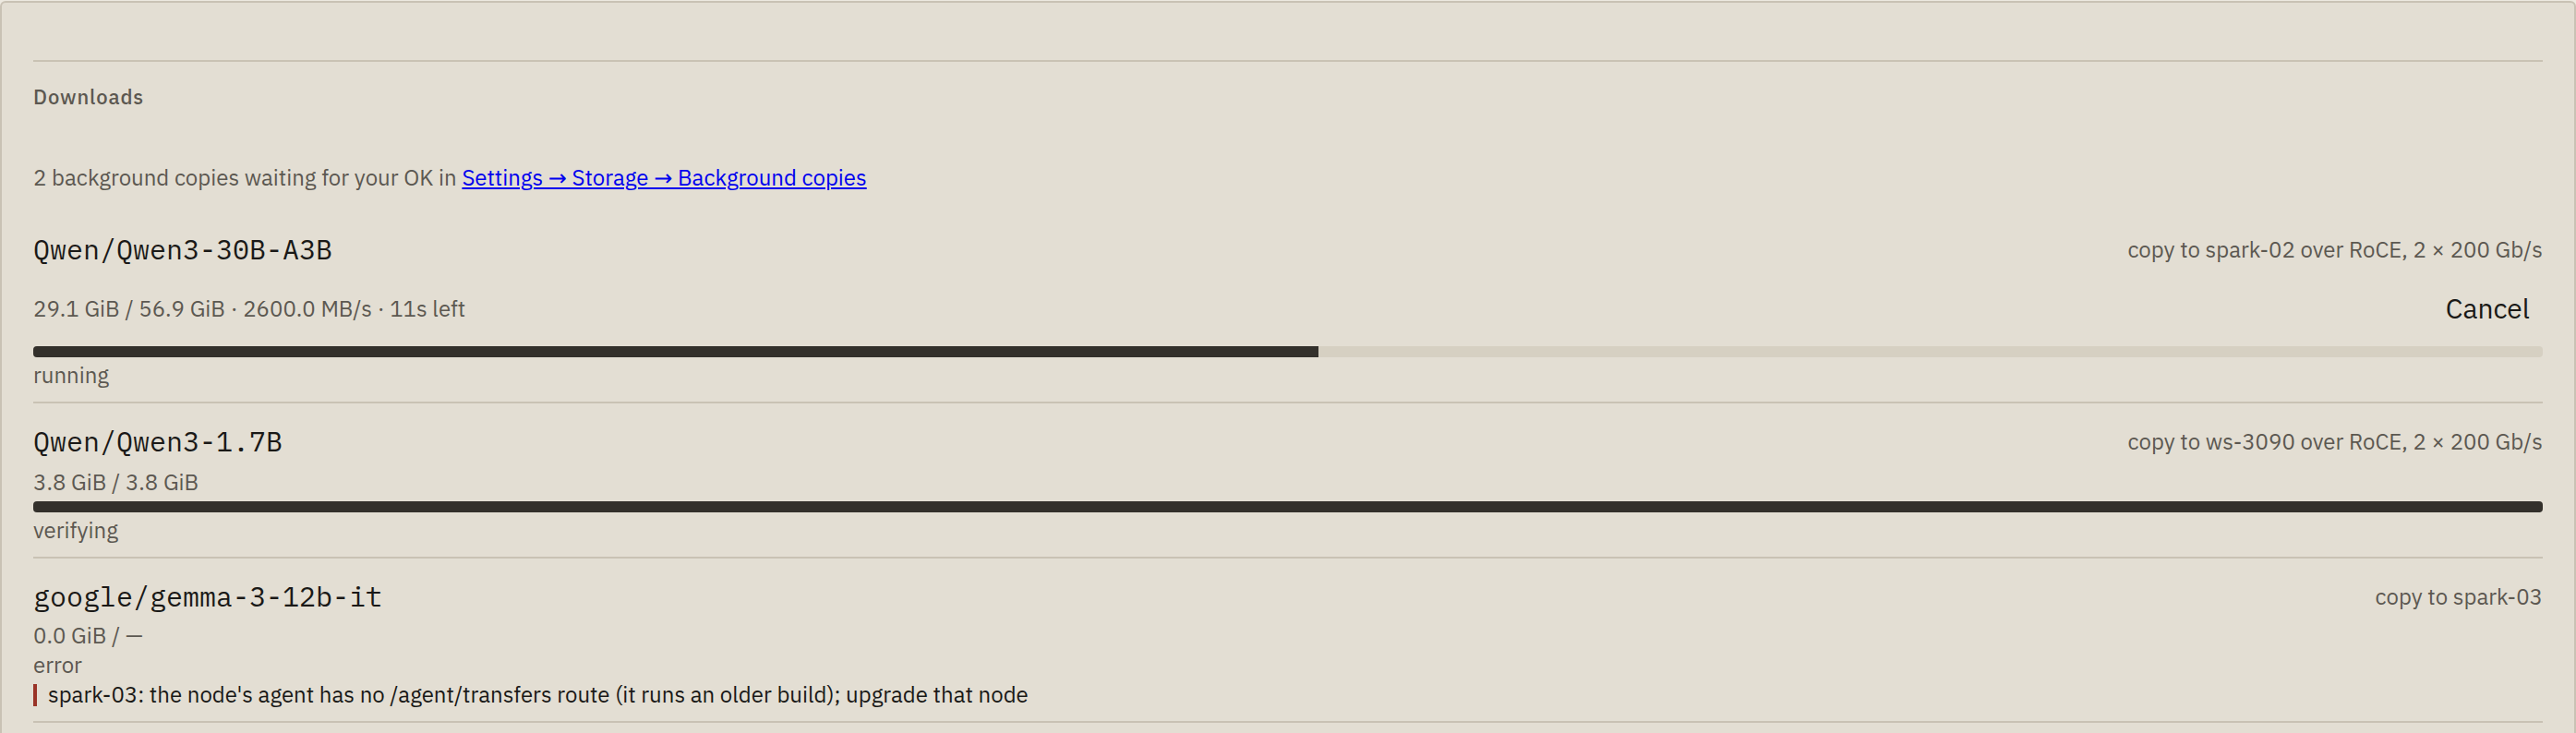 Downloads
2 background copies waiting for your OK in Settings → Storage → Background copies
Qwen/Qwen3-30B-A3B
copy to spark-02 over RoCE, 2 × 200 Gb/s
29.1 GiB / 56.9 GiB · 2600.0 MB/s · 11s left
Cancel
running
Qwen/Qwen3-1.7B
copy to ws-3090 over RoCE, 2 × 200 Gb/s
3.8 GiB / 3.8 GiB
verifying
google/gemma-3-12b-it
copy to spark-03
0.0 GiB / —
error
spark-03: the node's agent has no /agent/transfers route (it runs an older build); upgrade that node